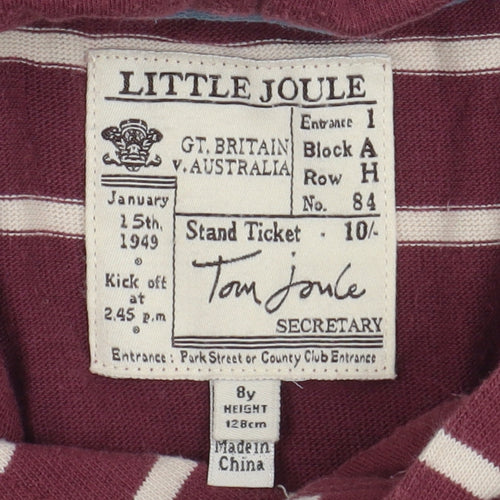 LITTLE JOULE
GT. BRITAIN
v. AUSTRALIA
Entrance 1
Block A
Row H
No. 84
January
15th,
1949
Kick off
at
2.45 p.m
Stand Ticket . 10/-
Tom Joule
SECRETARY
Entrance : Park Street or County Club Entrance
8y
HEIGHT
128cm
Made in
China